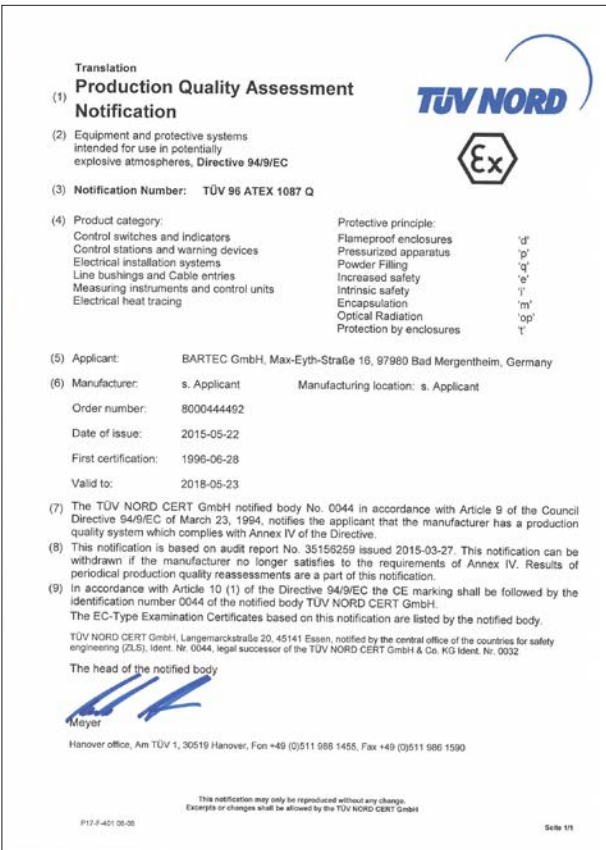 Translation
(1) Production Quality Assessment
Notification
TÜV NORD
(2) Equipment and protective systems
intended for use in potentially
explosive atmospheres, Directive 94/9/EC
Ex
(3) Notification Number: TÜV 96 ATEX 1087 Q
(4) Product category:
Control switches and indicators
Control stations and warning devices
Electrical installation systems
Line bushings and Cable entries
Measuring instruments and control units
Electrical heat tracing
Protective principle:
Flameproof enclosures 'd'
Pressurized apparatus 'p'
Powder Filling 'q'
Increased safety 'e'
Intrinsic safety 'i'
Encapsulation 'm'
Optical Radiation 'op'
Protection by enclosures 't'
(5) Applicant: BARTEC GmbH, Max-Eyth-Straße 16, 97980 Bad Mergentheim, Germany
(6) Manufacturer: s. Applicant Manufacturing location: s. Applicant
Order number: 8000444492
Date of issue: 2015-05-22
First certification: 1996-06-28
Valid to: 2018-05-23
(7) The TÜV NORD CERT GmbH notified body No. 0044 in accordance with Article 9 of the Council
Directive 94/9/EC of March 23, 1994, notifies the applicant that the manufacturer has a production
quality system which complies with Annex IV of the Directive.
(8) This notification is based on audit report No. 35156259 issued 2015-03-27. This notification can be
withdrawn if the manufacturer no longer satisfies to the requirements of Annex IV. Results of
periodical production quality reassessments are a part of this notification.
(9) In accordance with Article 10 (1) of the Directive 94/9/EC the CE marking shall be followed by the
identification number 0044 of the notified body TÜV NORD CERT GmbH.
The EC-Type Examination Certificates based on this notification are listed by the notified body.
TÜV NORD CERT GmbH, Langemarckstraße 20, 45141 Essen, notified by the central office of the countries for safety
engineering (ZLS), Ident. Nr. 0044, legal successor of the TÜV NORD CERT GmbH & Co. KG Ident. Nr. 0032
The head of the notified body
Meyer
Hanover office, Am TÜV 1, 30519 Hanover, Fon +49 (0)511 986 1455, Fax +49 (0)511 986 1590
This notification may only be reproduced without any change.
Excerpts or changes shall be allowed by the TÜV NORD CERT GmbH
P17-F-401 06-06
Seite 1/1